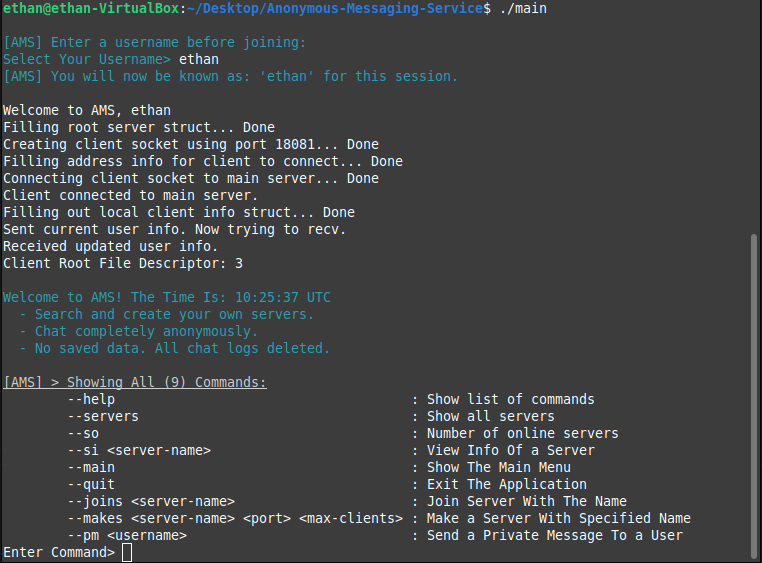 ethan@ethan-VirtualBox:~/Desktop/Anonymous-Messaging-Service$ ./main
[AMS] Enter a username before joining:
Select Your Username> ethan
[AMS] You will now be known as: 'ethan' for this session.
Welcome to AMS, ethan
Filling root server struct... Done
Creating client socket using port 18081... Done
Filling address info for client to connect... Done
Connecting client socket to main server... Done
Client connected to main server.
Filling out local client info struct... Done
Sent current user info. Now trying to recv.
Received updated user info.
Client Root File Descriptor: 3
Welcome to AMS! The Time Is: 10:25:37 UTC
- Search and create your own servers.
- Chat completely anonymously.
- No saved data. All chat logs deleted.
[AMS] > Showing All (9) Commands:
--help : Show list of commands
--servers : Show all servers
--so : Number of online servers
--si <server-name> : View Info Of a Server
--main : Show The Main Menu
--quit : Exit The Application
--joins <server-name> : Join Server With The Name
--makes <server-name> <port> <max-clients> : Make a Server With Specified Name
--pm <username> : Send a Private Message To a User
Enter Command>